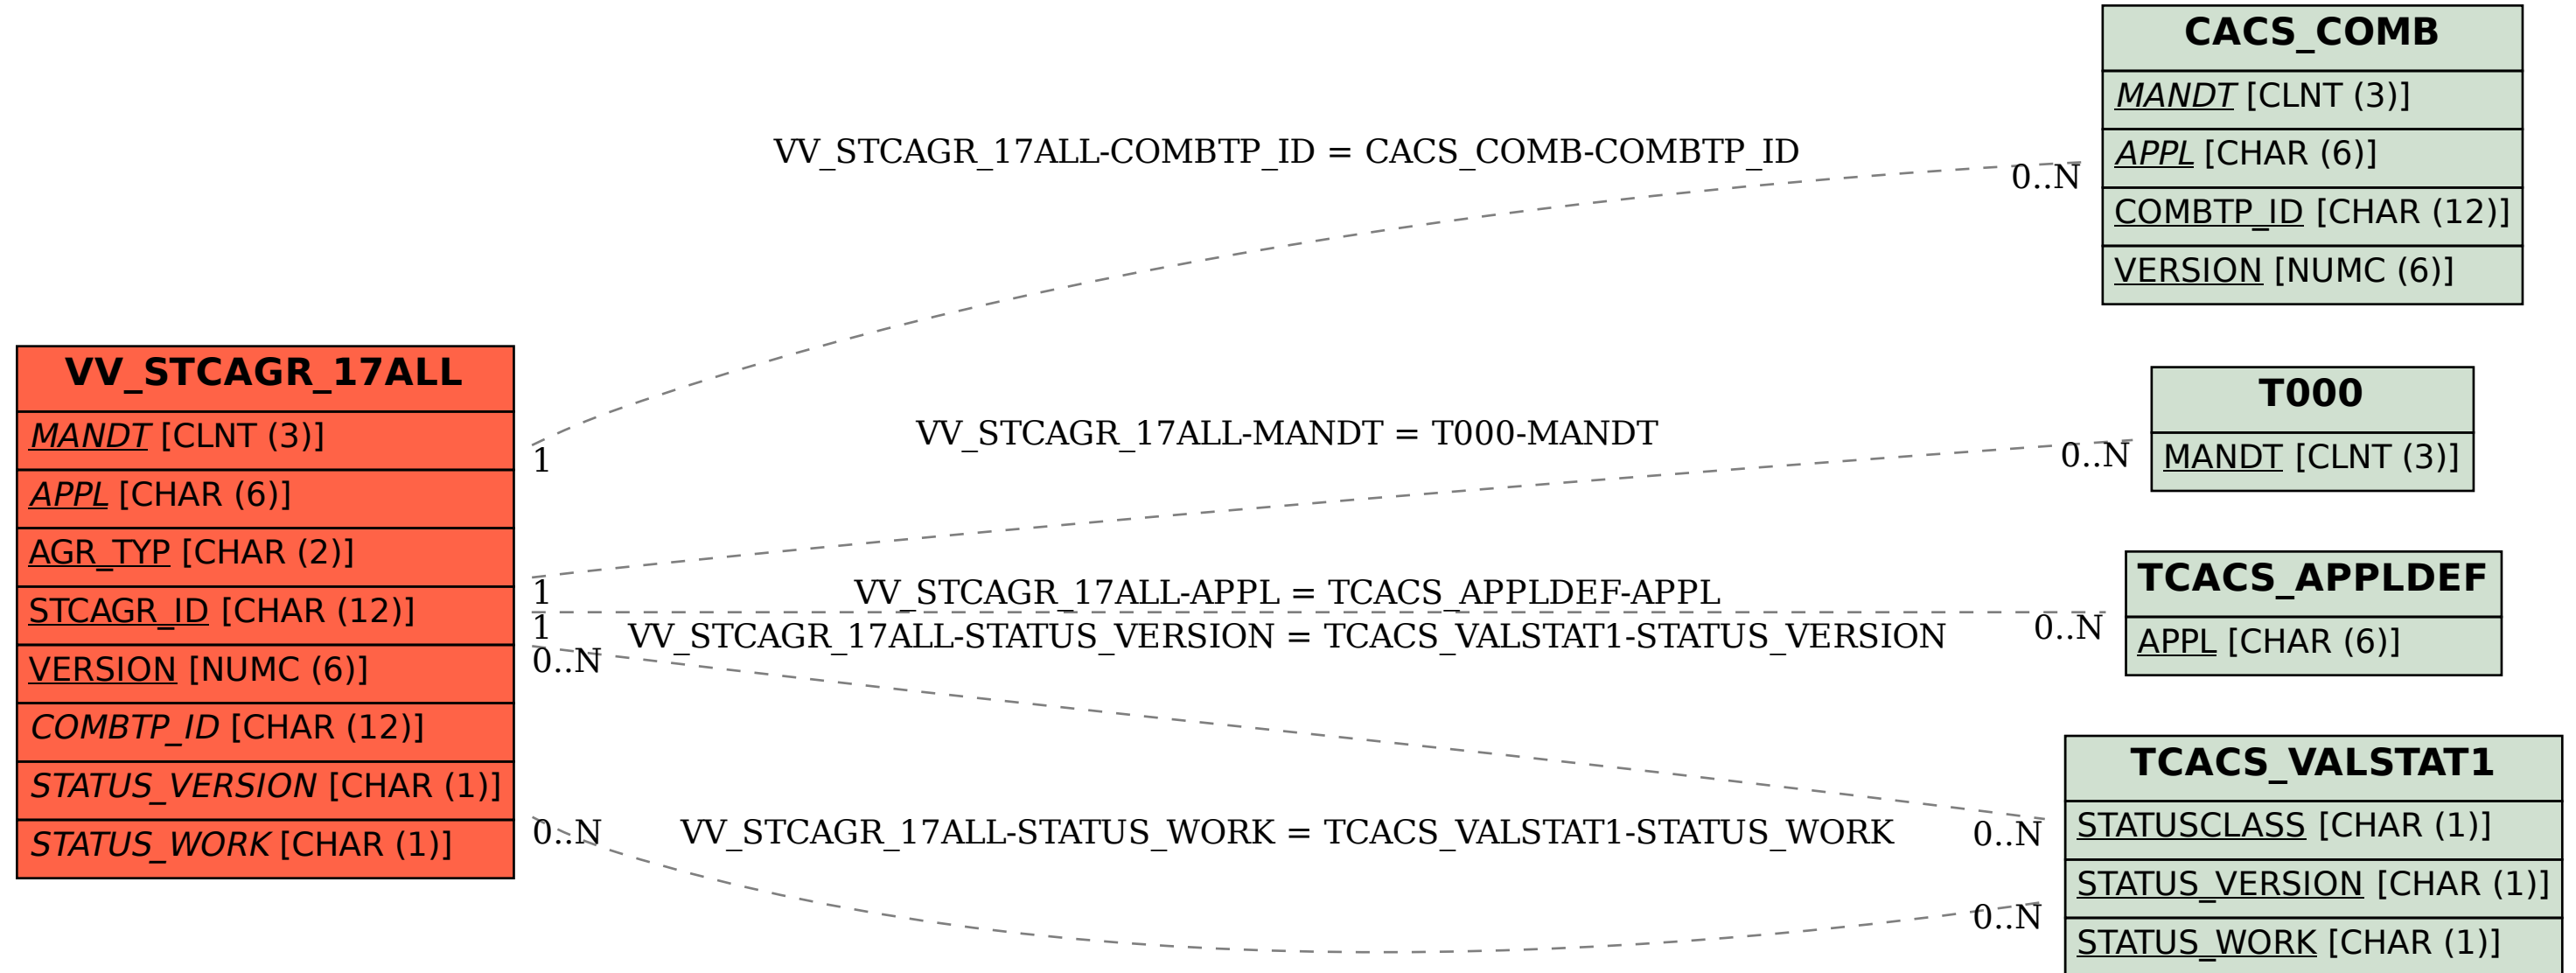 CACS_COMB
MANDT [CLNT (3)]
APPL [CHAR (6)]
COMBTP_ID [CHAR (12)]
VERSION [NUMC (6)]
VV_STCAGR_17ALL-COMBTP_ID = CACS_COMB-COMBTP_ID
0..N
1
VV_STCAGR_17ALL
MANDT [CLNT (3)]
APPL [CHAR (6)]
AGR_TYP [CHAR (2)]
STCAGR_ID [CHAR (12)]
VERSION [NUMC (6)]
COMBTP_ID [CHAR (12)]
STATUS_VERSION [CHAR (1)]
STATUS_WORK [CHAR (1)]
VV_STCAGR_17ALL-MANDT = T000-MANDT
0..N
1
T000
MANDT [CLNT (3)]
VV_STCAGR_17ALL-APPL = TCACS_APPLDEF-APPL
1
0..N
TCACS_APPLDEF
APPL [CHAR (6)]
VV_STCAGR_17ALL-STATUS_VERSION = TCACS_VALSTAT1-STATUS_VERSION
0..N
0..N
VV_STCAGR_17ALL-STATUS_WORK = TCACS_VALSTAT1-STATUS_WORK
0..N
0..N
TCACS_VALSTAT1
STATUSCLASS [CHAR (1)]
STATUS_VERSION [CHAR (1)]
STATUS_WORK [CHAR (1)]